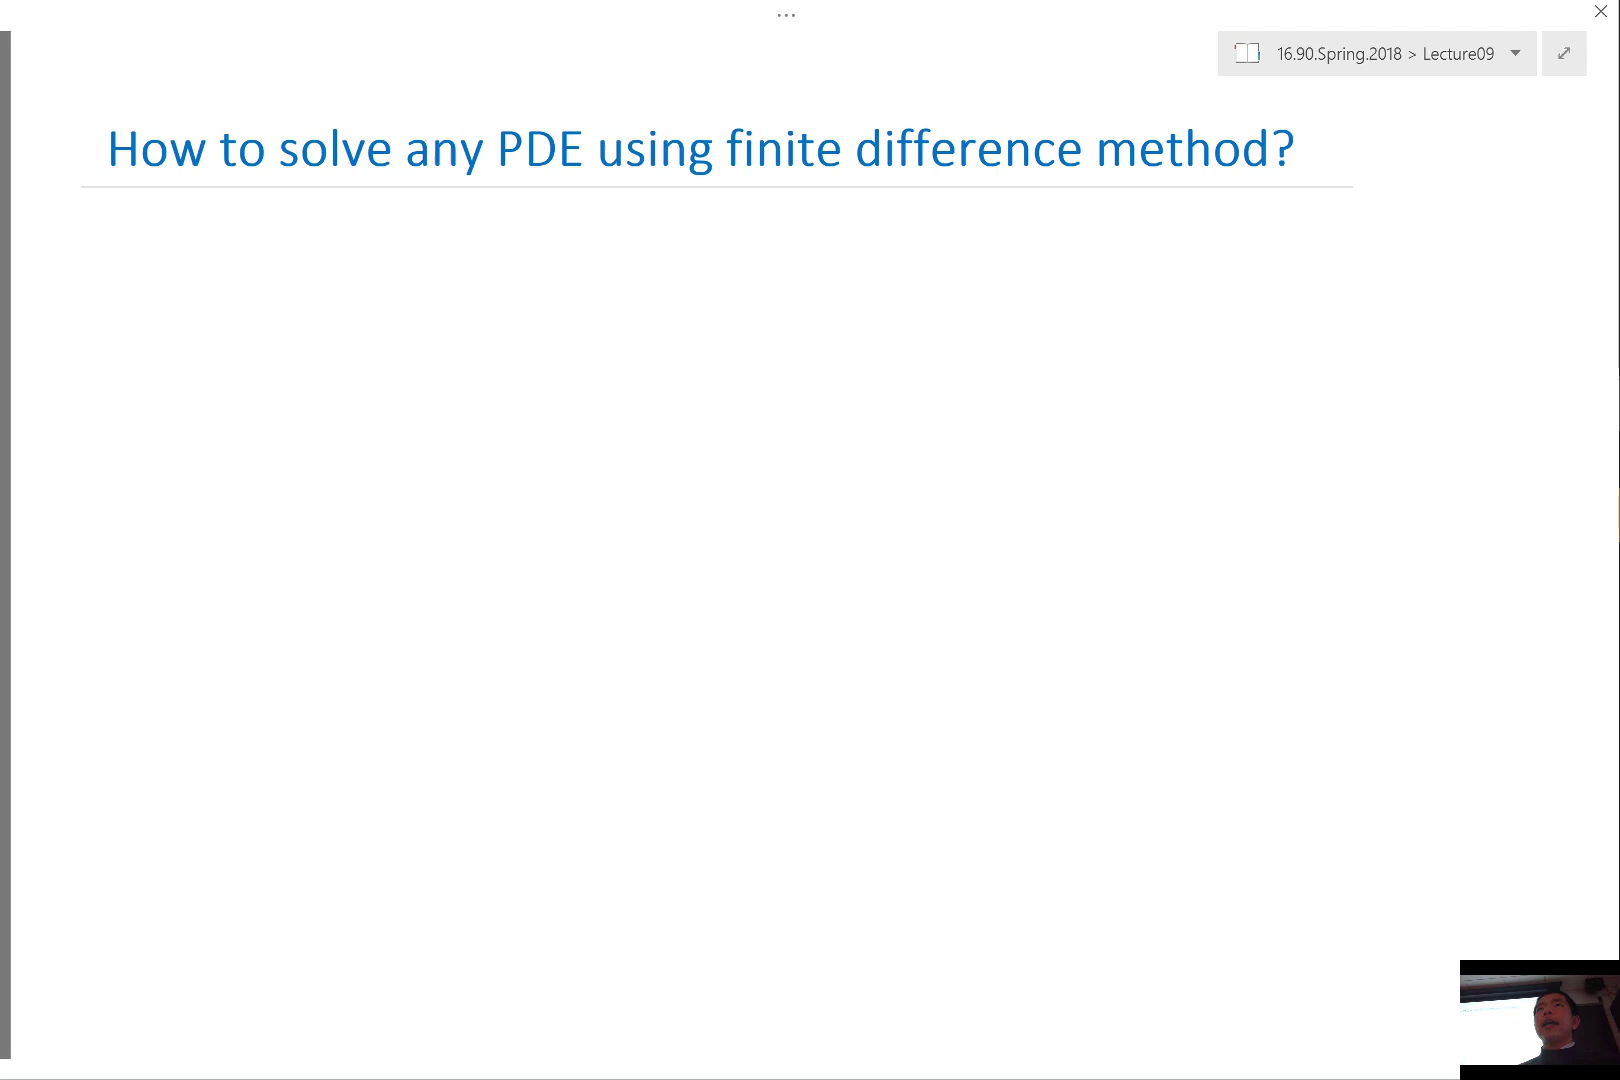 ...
16.90.Spring.2018 > Lecture09
How to solve any PDE using finite difference method?